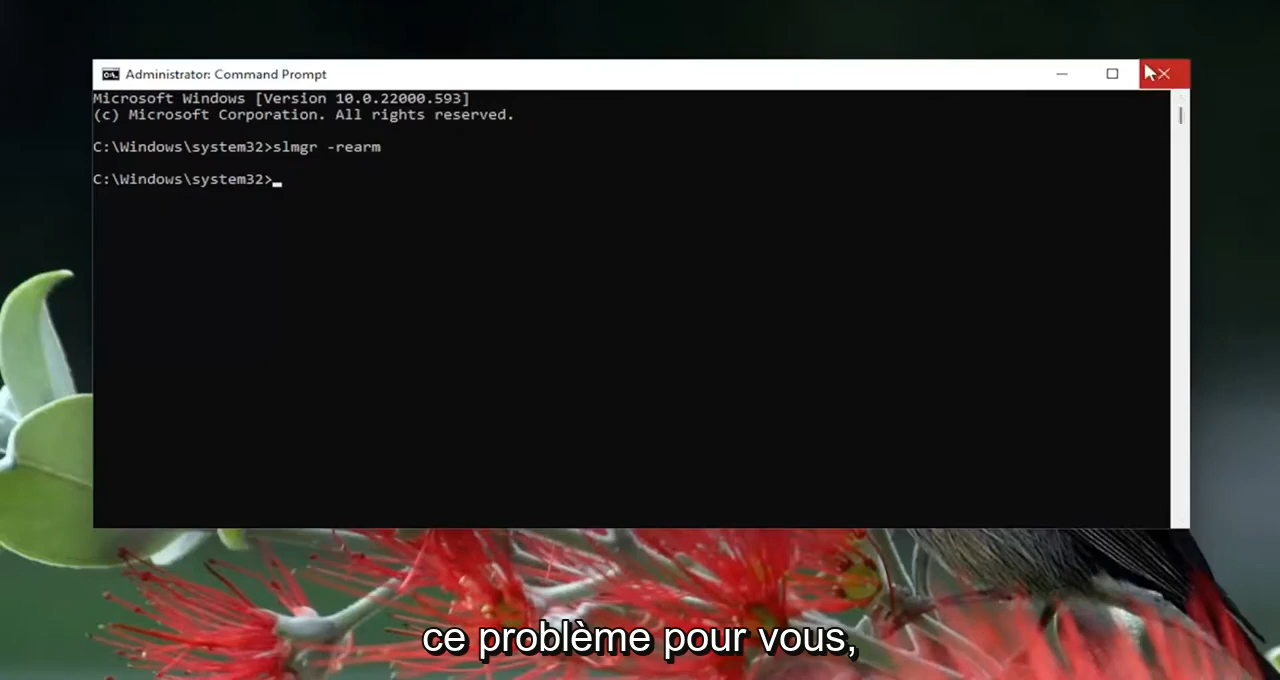 Administrator: Command Prompt
Microsoft Windows [Version 10.0.22000.593]
(c) Microsoft Corporation. All rights reserved.
C:\Windows\system32>slmgr -rearm
C:\Windows\system32>
ce problème pour vous,